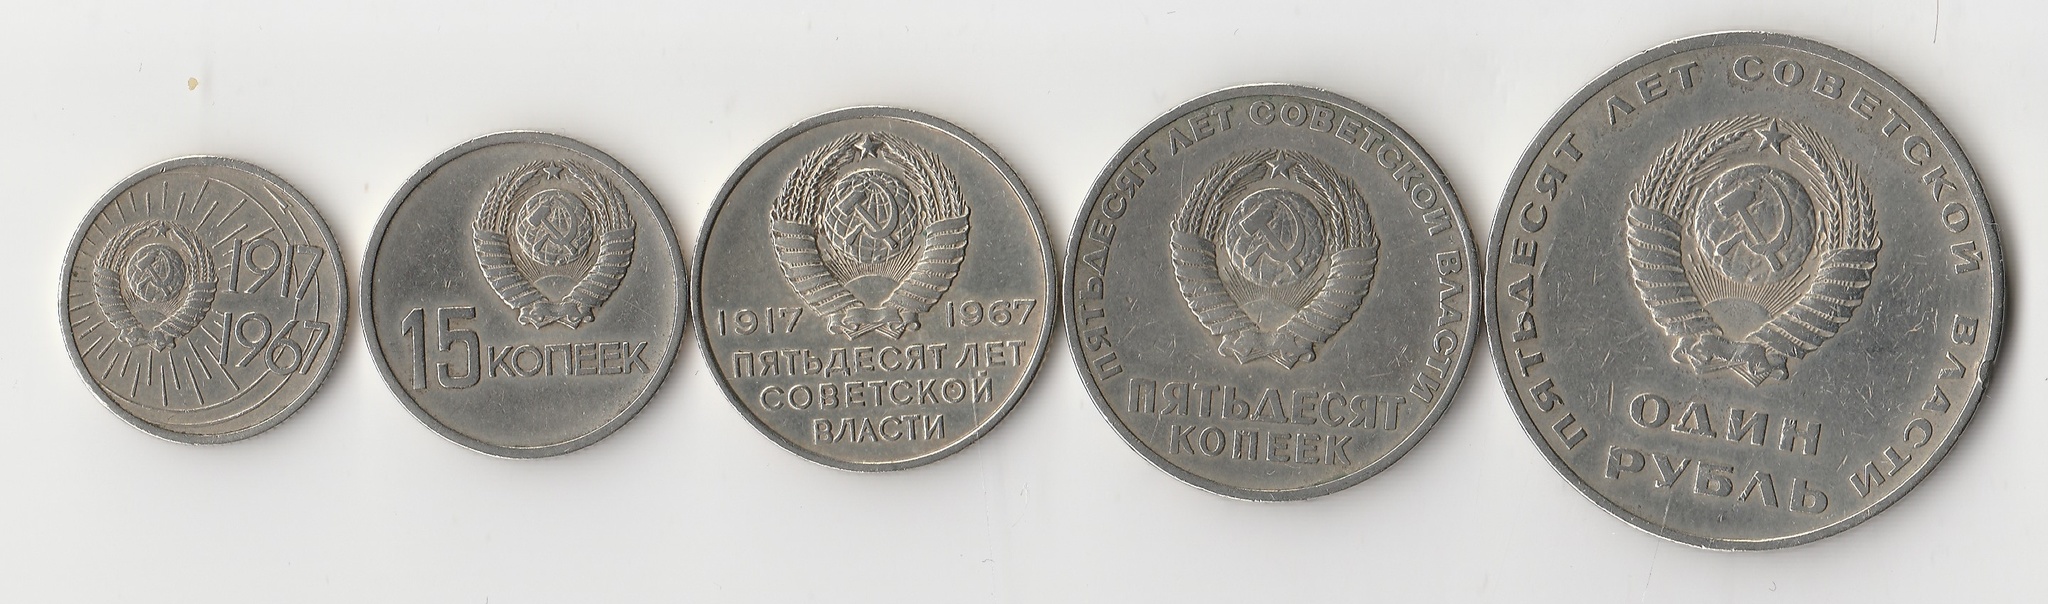 1917
1967
15 КОПЕЕК
1917 1967
ПЯТЬДЕСЯТ ЛЕТ
СОВЕТСКОЙ
ВЛАСТИ
ПЯТЬДЕСЯТ ЛЕТ СОВЕТСКОЙ ВЛАСТИ
ПЯТЬДЕСЯТ
КОПЕЕК
ПЯТЬДЕСЯТ ЛЕТ СОВЕТСКОЙ ВЛАСТИ
ОДИН
РУБЛЬ